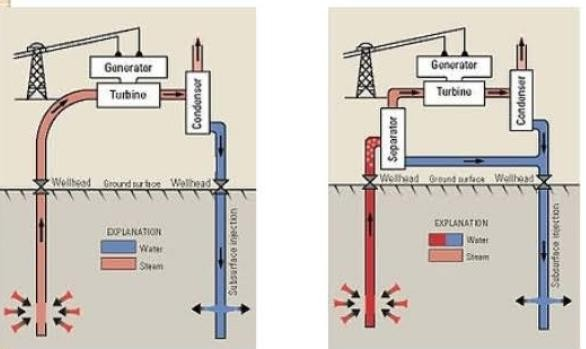 Generator
Turbine
Condenser
Wellhead Ground surface Wellhead
EXPLANATION
Water
Steam
Subsurface injection
Generator
Turbine
Condenser
Separator
Wellhead Ground surface Wellhead
EXPLANATION
Water
Steam
Subsurface injection